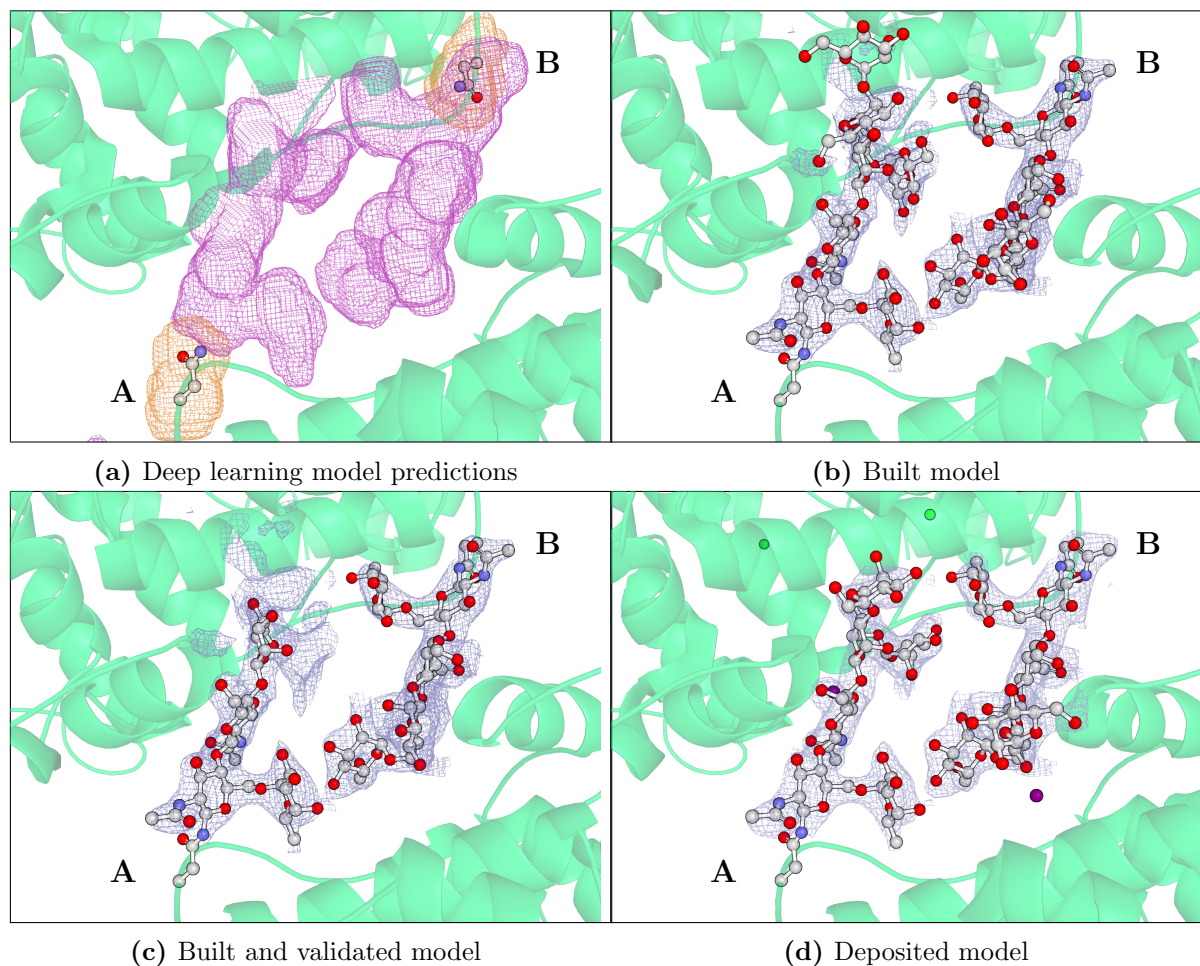 B
A
B
A
(a) Deep learning model predictions
(b) Built model
B
A
B
A
(c) Built and validated model
(d) Deposited model